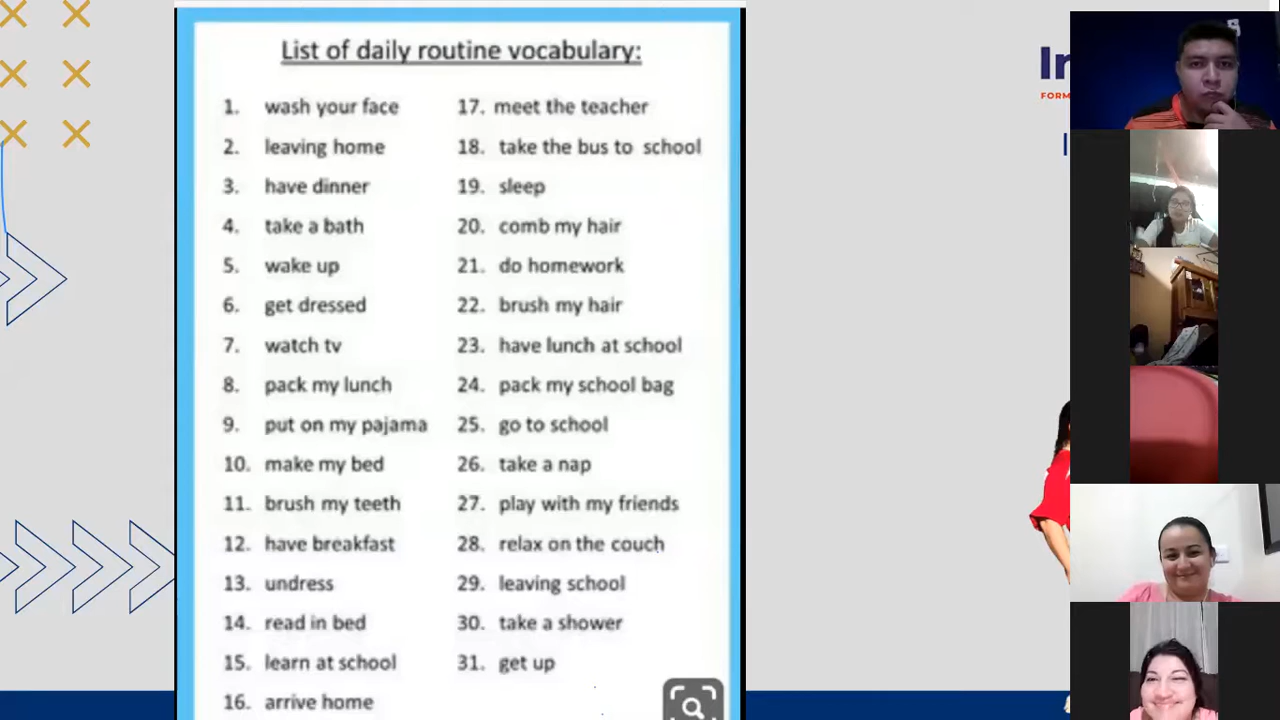 List of daily routine vocabulary:
1. wash your face
2. leaving home
3. have dinner
4. take a bath
5. wake up
6. get dressed
7. watch tv
8. pack my lunch
9. put on my pajama
10. make my bed
11. brush my teeth
12. have breakfast
13. undress
14. read in bed
15. learn at school
16. arrive home
17. meet the teacher
18. take the bus to school
19. sleep
20. comb my hair
21. do homework
22. brush my hair
23. have lunch at school
24. pack my school bag
25. go to school
26. take a nap
27. play with my friends
28. relax on the couch
29. leaving school
30. take a shower
31. get up
In
FORM